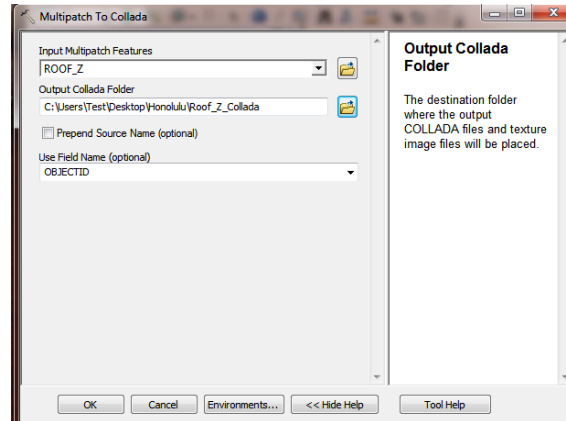 Multipatch To Collada
Input Multipatch Features
ROOF_Z
Output Collada Folder
C:\Users\Test\Desktop\Honolulu\Roof_Z_Collada
Prepend Source Name (optional)
Use Field Name (optional)
OBJECTID
Output Collada
Folder
The destination folder
where the output
COLLADA files and texture
image files will be placed.
OK
Cancel
Environments...
<< Hide Help
Tool Help